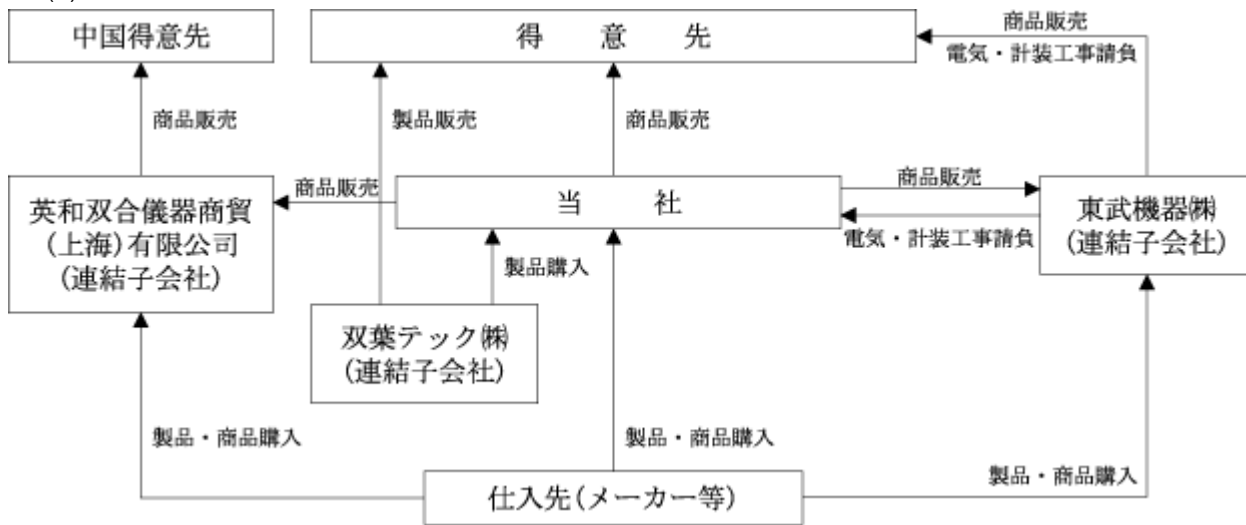 中国得意先
得意先
商品販売
電気・計装工事請負
商品販売
製品販売
商品販売
英和双合儀器商貿
(上海)有限公司
(連結子会社)
商品販売
当社
商品販売
電気・計装工事請負
東武機器㈱
(連結子会社)
製品購入
双葉テック㈱
(連結子会社)
製品・商品購入
製品・商品購入
製品・商品購入
仕入先(メーカー等)